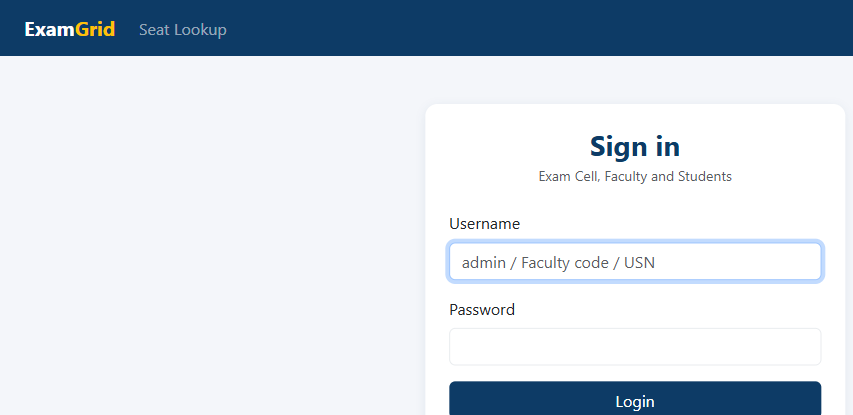 ExamGrid Seat Lookup
Sign in
Exam Cell, Faculty and Students
Username
admin / Faculty code / USN
Password
Login